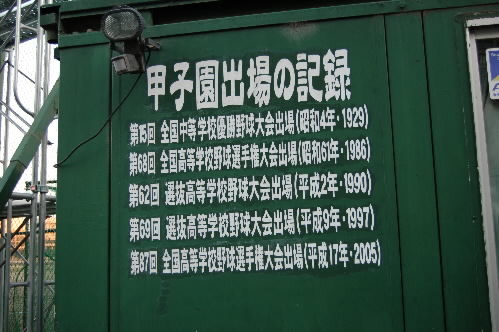 甲子園出場の記録
第15回 全国中等学校優勝野球大会出場(昭和4年・1929)
第68回 全国高等学校野球選手権大会出場(昭和61年・1986)
第62回 選抜高等学校野球大会出場(平成2年・1990)
第69回 選抜高等学校野球大会出場(平成9年・1997)
第87回 全国高等学校野球選手権大会出場(平成17年・2005)